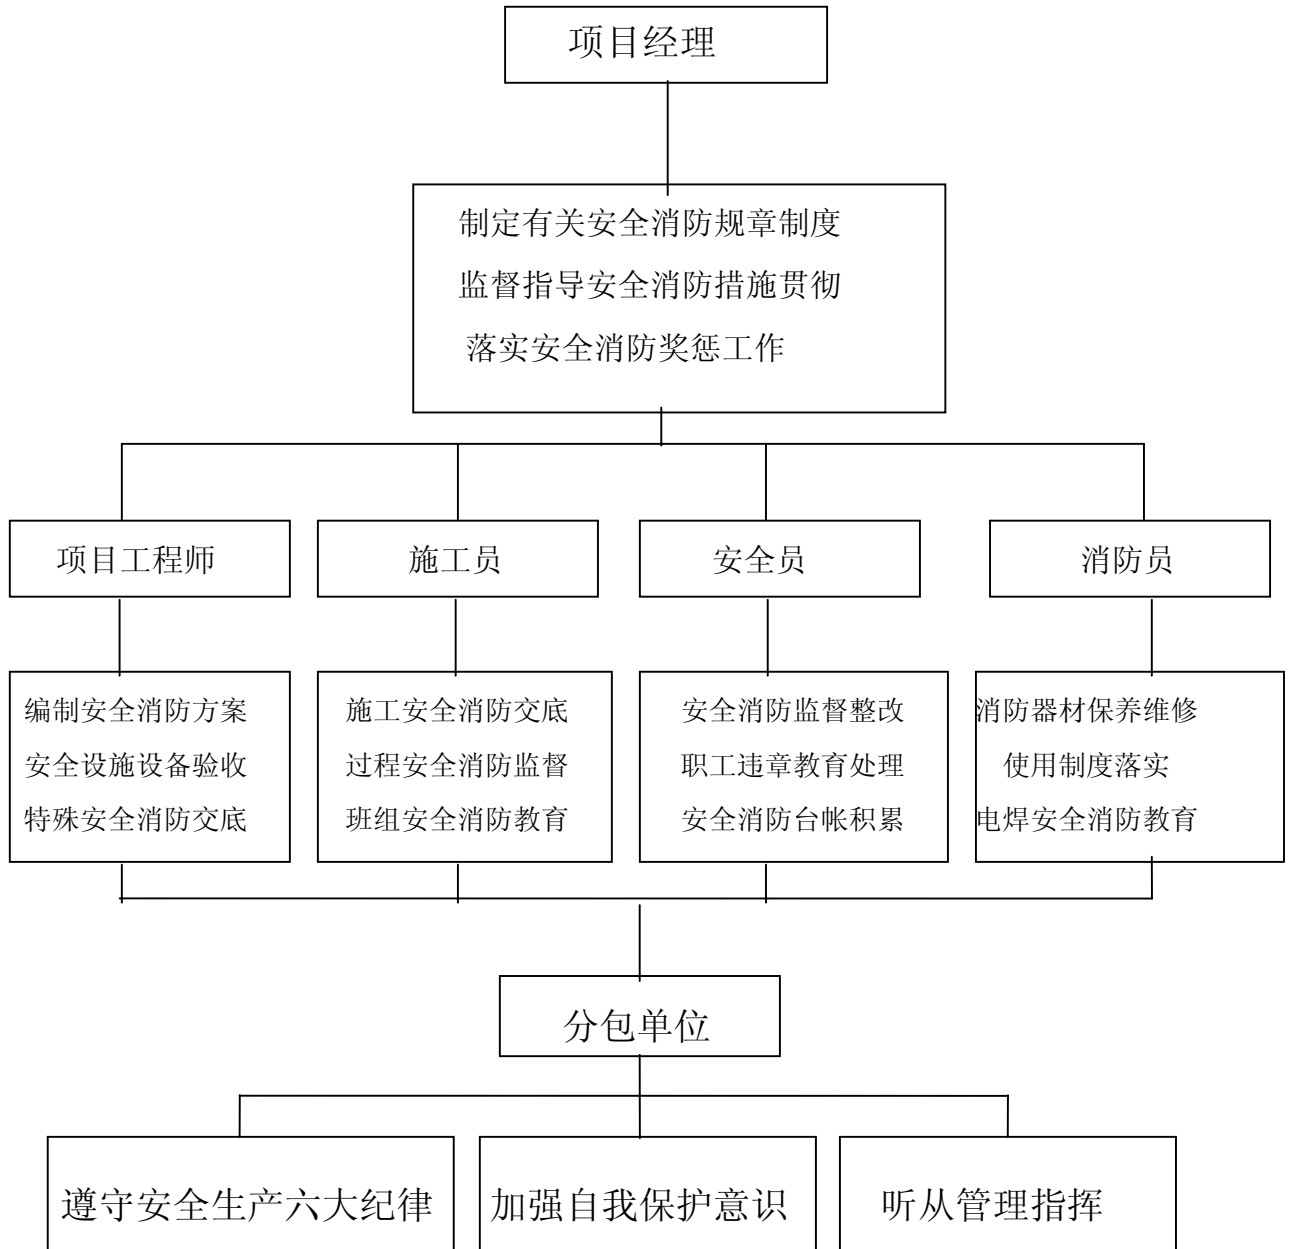 项目经理
制定有关安全消防规章制度
监督指导安全消防措施贯彻
落实安全消防奖惩工作
项目工程师
施工员
安全员
消防员
编制安全消防方案
安全设施设备验收
特殊安全消防交底
施工安全消防交底
过程安全消防监督
班组安全消防教育
安全消防监督整改
职工违章教育处理
安全消防台帐积累
消防器材保养维修
使用制度落实
电焊安全消防教育
分包单位
遵守安全生产六大纪律
加强自我保护意识
听从管理指挥